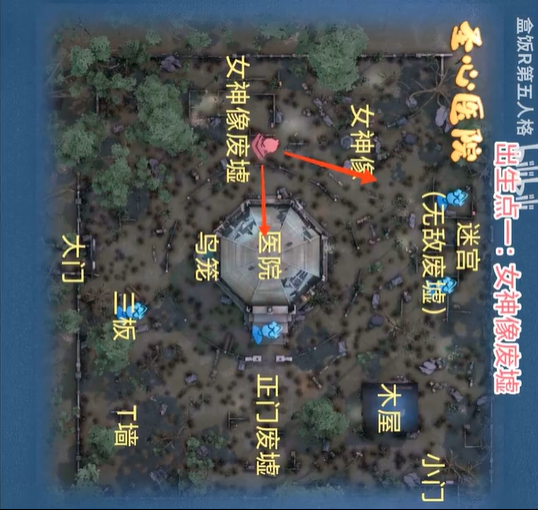 盒饭R第五人格
出生点一：女神像废墟
圣心医院
迷宫
(无敌废墟)
小门
木屋
女神像
医院
正门废墟
女神像废墟
鸟笼
三板
T墙
大门